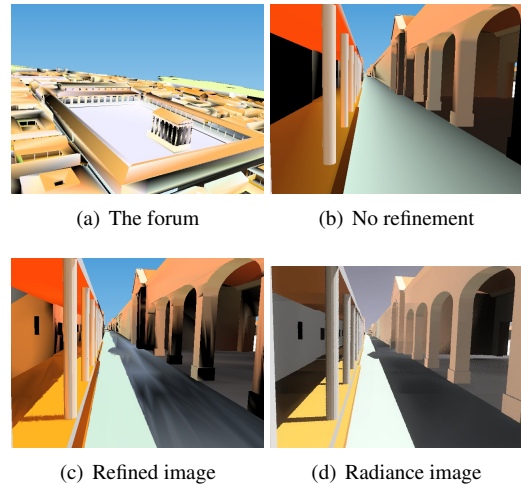 (a) The forum
(b) No refinement
(c) Refined image
(d) Radiance image